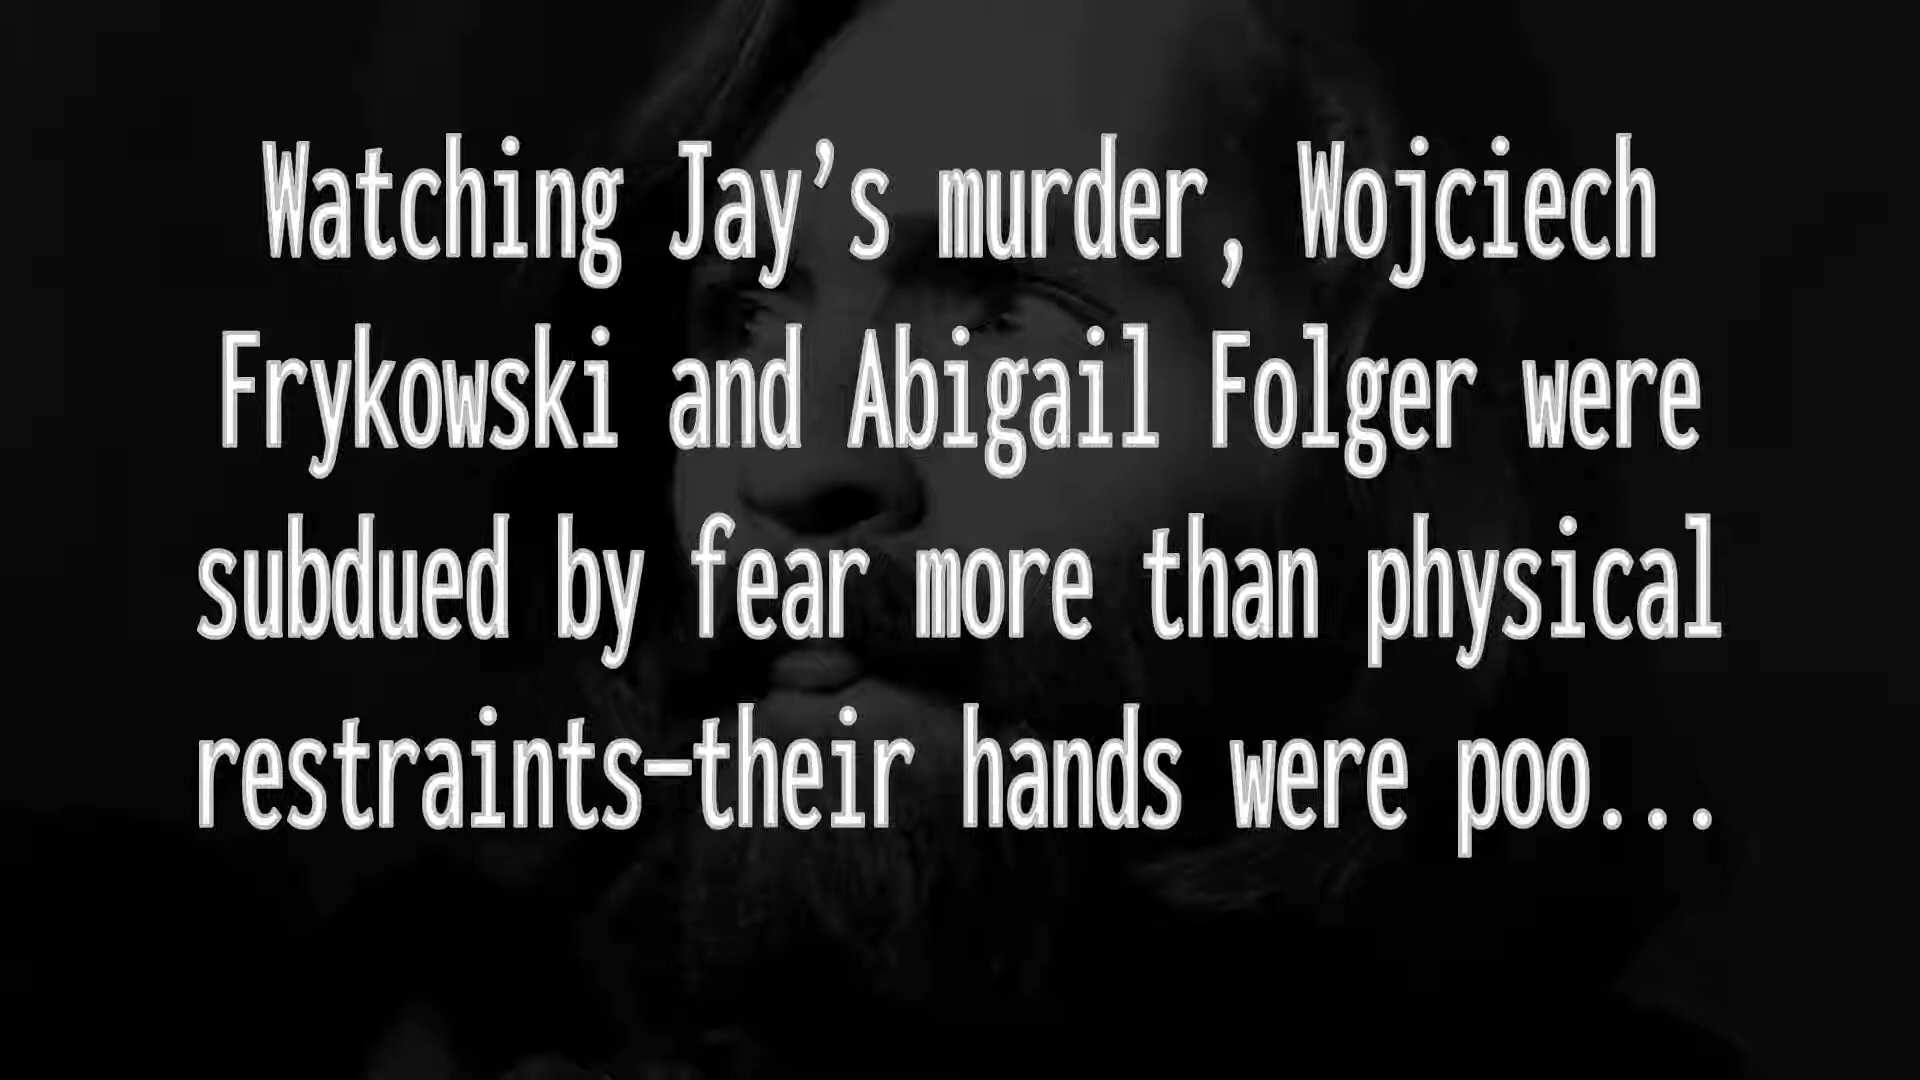 Watching Jay’s murder, Wojciech
Frykowski and Abigail Folger were
subdued by fear more than physical
restraints—their hands were poo...